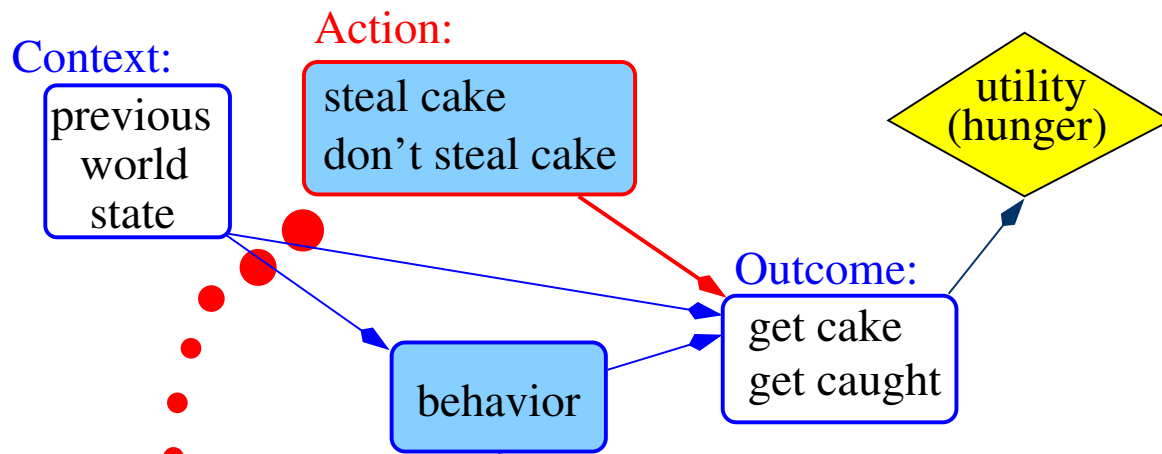 Context:
previous
world
state
Action:
steal cake
don't steal cake
behavior
Outcome:
get cake
get caught
utility
(hunger)